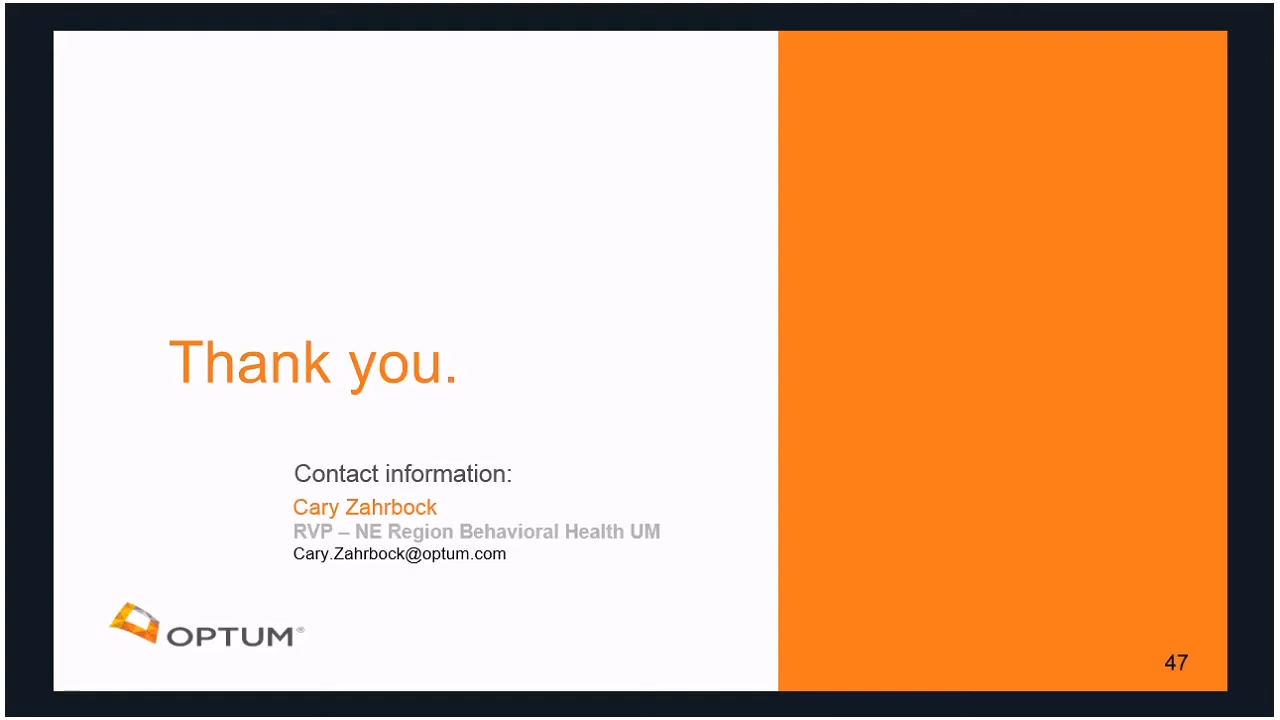 Thank you.
Contact information:
Cary Zahrbock
RVP – NE Region Behavioral Health UM
Cary.Zahrbock@optum.com
OPTUM®
47